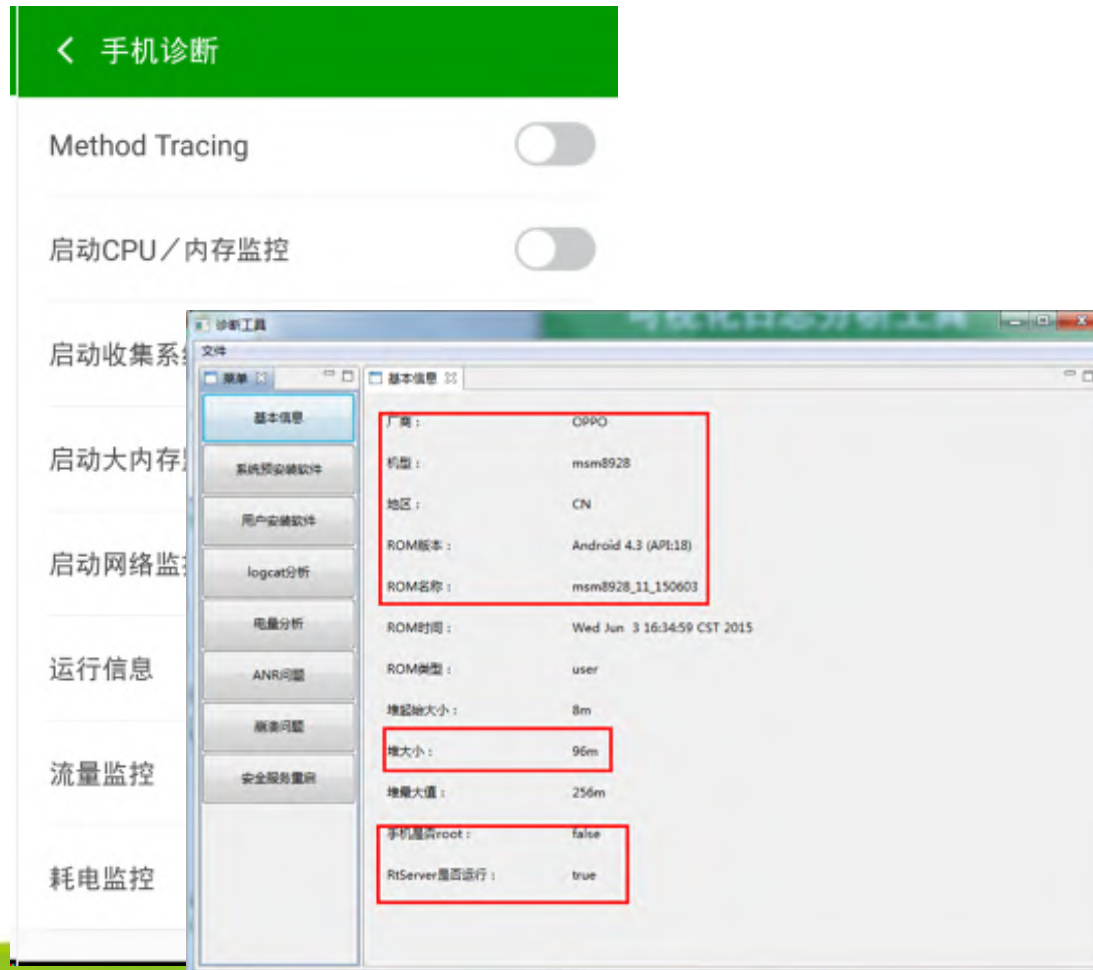 手机诊断
Method Tracing
启动CPU／内存监控
启动收集系
启动大内存
启动网络监
运行信息
流量监控
耗电监控
诊断工具
可视化日志分析工具
文件
菜单
基本信息
基本信息
系统预安装软件
用户安装软件
logcat分析
电量分析
ANR问题
崩溃问题
安全服务重启
厂商： OPPO
机型： msm8928
地区： CN
ROM版本： Android 4.3 (API:18)
ROM名称： msm8928_11_150603
ROM时间： Wed Jun 3 16:34:59 CST 2015
ROM类型： user
堆起始大小： 8m
堆大小： 96m
堆最大值： 256m
手机是否root： false
RtServer是否运行： true